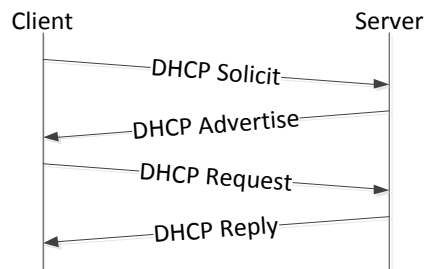 Client
Server
DHCP Solicit
DHCP Advertise
DHCP Request
DHCP Reply